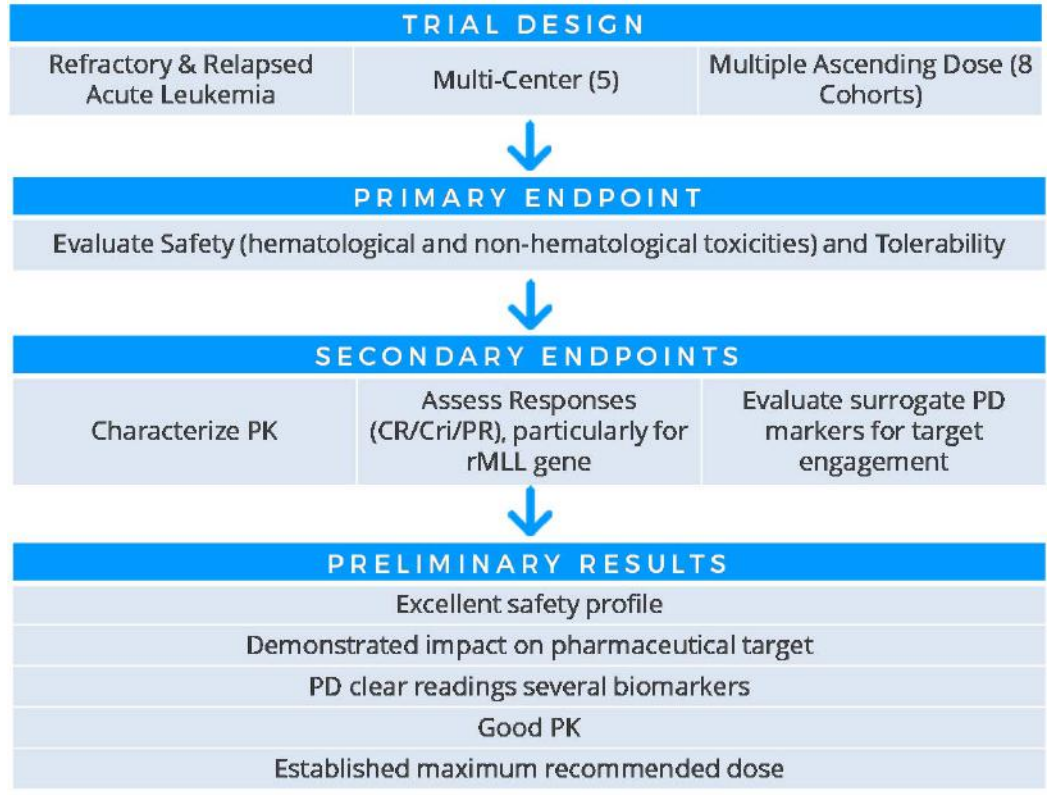 TRIAL DESIGN
Refractory & Relapsed
Acute Leukemia
Multi-Center (5)
Multiple Ascending Dose (8
Cohorts)
PRIMARY ENDPOINT
Evaluate Safety (hematological and non-hematological toxicities) and Tolerability
SECONDARY ENDPOINTS
Characterize PK
Assess Responses
(CR/Cri/PR), particularly for
rMLL gene
Evaluate surrogate PD
markers for target
engagement
PRELIMINARY RESULTS
Excellent safety profile
Demonstrated impact on pharmaceutical target
PD clear readings several biomarkers
Good PK
Established maximum recommended dose